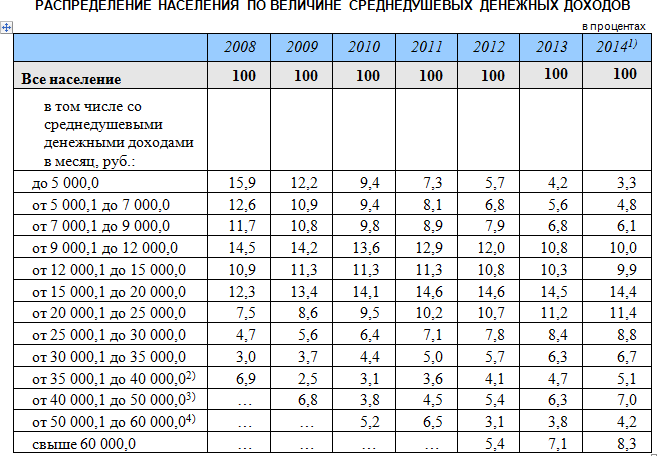 РАСПРЕДЕЛЕНИЕ НАСЕЛЕНИЯ ПО ВЕЛИЧИНЕ СРЕДНЕДУШЕВЫХ ДЕНЕЖНЫХ ДОХОДОВ
в процентах
2008 2009 2010 2011 2012 2013 2014¹⁾
Все население 100 100 100 100 100 100 100
в том числе со
среднедушевыми
денежными доходами
в месяц, руб.:
до 5 000,0 15,9 12,2 9,4 7,3 5,7 4,2 3,3
от 5 000,1 до 7 000,0 12,6 10,9 9,4 8,1 6,8 5,6 4,8
от 7 000,1 до 9 000,0 11,7 10,8 9,8 8,9 7,9 6,8 6,1
от 9 000,1 до 12 000,0 14,5 14,2 13,6 12,9 12,0 10,8 10,0
от 12 000,1 до 15 000,0 10,9 11,3 11,3 11,3 10,8 10,3 9,9
от 15 000,1 до 20 000,0 12,3 13,4 14,1 14,6 14,6 14,5 14,4
от 20 000,1 до 25 000,0 7,5 8,6 9,5 10,2 10,7 11,2 11,4
от 25 000,1 до 30 000,0 4,7 5,6 6,4 7,1 7,8 8,4 8,8
от 30 000,1 до 35 000,0 3,0 3,7 4,4 5,0 5,7 6,3 6,7
от 35 000,1 до 40 000,0²⁾ 6,9 2,5 3,1 3,6 4,1 4,7 5,1
от 40 000,1 до 50 000,0³⁾ … 6,8 3,8 4,5 5,4 6,3 7,0
от 50 000,1 до 60 000,0⁴⁾ … … 5,2 6,5 3,1 3,8 4,2
свыше 60 000,0 … … … … 5,4 7,1 8,3